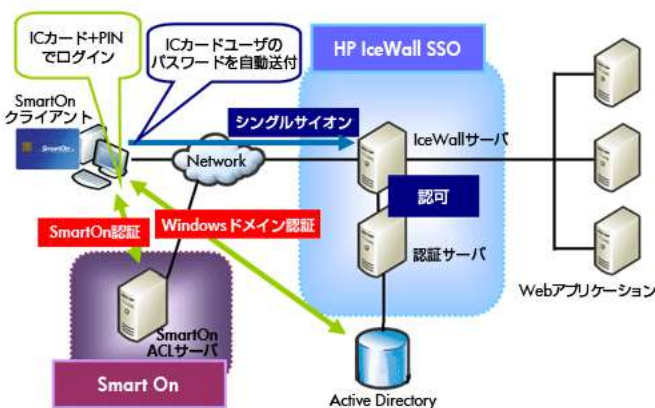 ICカード+PIN
でログイン
ICカードユーザの
パスワードを自動送付
HP IceWall SSO
SmartOn
クライアント
シングルサイオン
IceWallサーバ
SmartOn
Network
認可
SmartOn認証
Windowsドメイン認証
認証サーバ
Webアプリケーション
SmartOn
ACLサーバ
Smart On
Active Directory